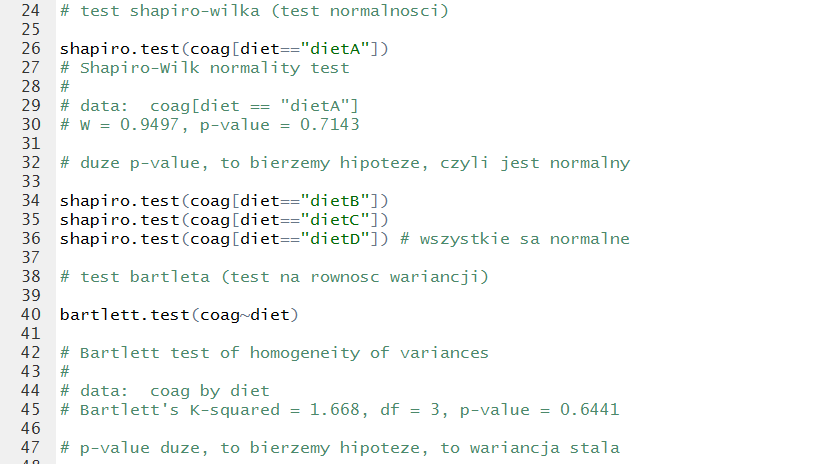 24 # test shapiro-wilka (test normalnosci)
25
26 shapiro.test(coag[diet=="dietA"])
27 # Shapiro-Wilk normality test
28 #
29 # data:  coag[diet == "dietA"]
30 # W = 0.9497, p-value = 0.7143
31
32 # duze p-value, to bierzemy hipoteze, czyli jest normalny
33
34 shapiro.test(coag[diet=="dietB"])
35 shapiro.test(coag[diet=="dietC"])
36 shapiro.test(coag[diet=="dietD"]) # wszystkie sa normalne
37
38 # test bartleta (test na rownosc wariancji)
39
40 bartlett.test(coag~diet)
41
42 # Bartlett test of homogeneity of variances
43 #
44 # data:  coag by diet
45 # Bartlett's K-squared = 1.668, df = 3, p-value = 0.6441
46
47 # p-value duze, to bierzemy hipoteze, to wariancja stala